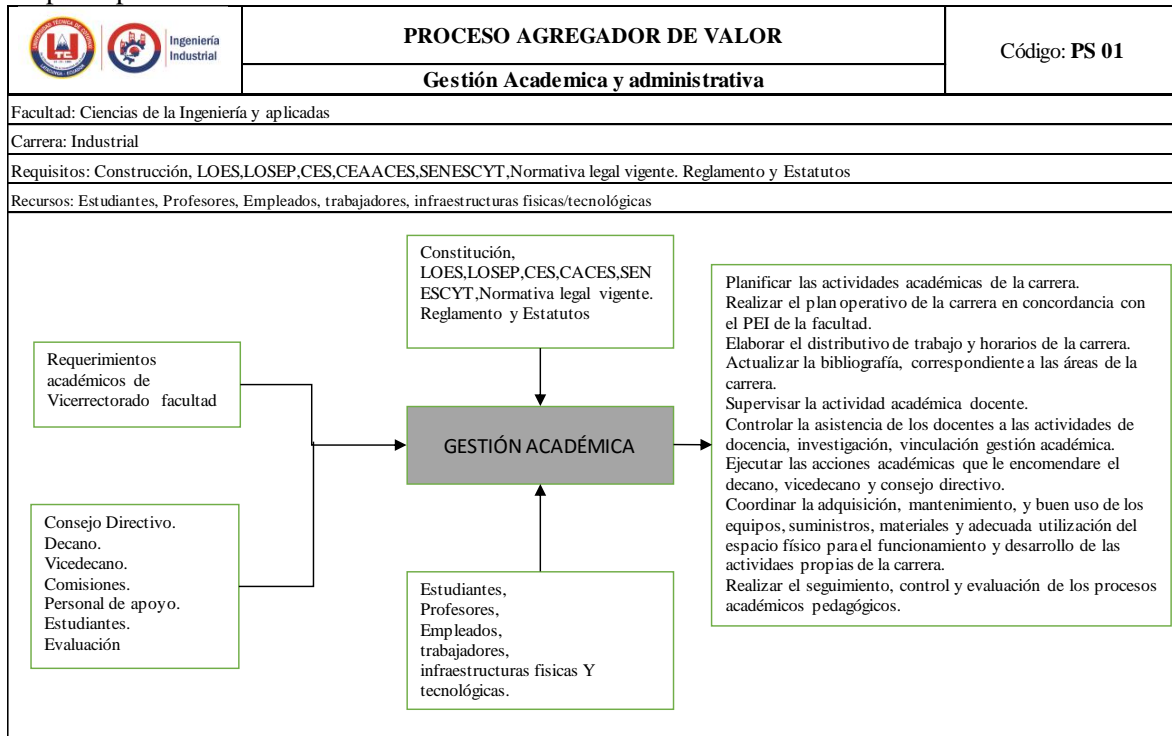 Ingeniería
Industrial
PROCESO AGREGADOR DE VALOR
Código: PS 01
Gestión Academica y administrativa
Facultad: Ciencias de la Ingeniería y aplicadas
Carrera: Industrial
Requisitos: Construcción, LOES,LOSEP,CES,CEAACES,SENESCYT,Normativa legal vigente. Reglamento y Estatutos
Recursos: Estudiantes, Profesores, Empleados, trabajadores, infraestructuras fisicas/tecnológicas
Constitución,
LOES,LOSEP,CES,CACES,SEN
ESCYT,Normativa legal vigente.
Reglamento y Estatutos
Requerimientos
académicos de
Vicerrectorado facultad
Consejo Directivo.
Decano.
Vicedecano.
Comisiones.
Personal de apoyo.
Estudiantes.
Evaluación
GESTIÓN ACADÉMICA
Estudiantes,
Profesores,
Empleados,
trabajadores,
infraestructuras fisicas Y
tecnológicas.
Planificar las actividades académicas de la carrera.
Realizar el plan operativo de la carrera en concordancia con
el PEI de la facultad.
Elaborar el distributivo de trabajo y horarios de la carrera.
Actualizar la bibliografía, correspondiente a las áreas de la
carrera.
Supervisar la actividad académica docente.
Controlar la asistencia de los docentes a las actividades de
docencia, investigación, vinculación gestión académica.
Ejecutar las acciones académicas que le encomendare el
decano, vicedecano y consejo directivo.
Coordinar la adquisición, mantenimiento, y buen uso de los
equipos, suministros, materiales y adecuada utilización del
espacio físico para el funcionamiento y desarrollo de las
actividaes propias de la carrera.
Realizar el seguimiento, control y evaluación de los procesos
académicos pedagógicos.